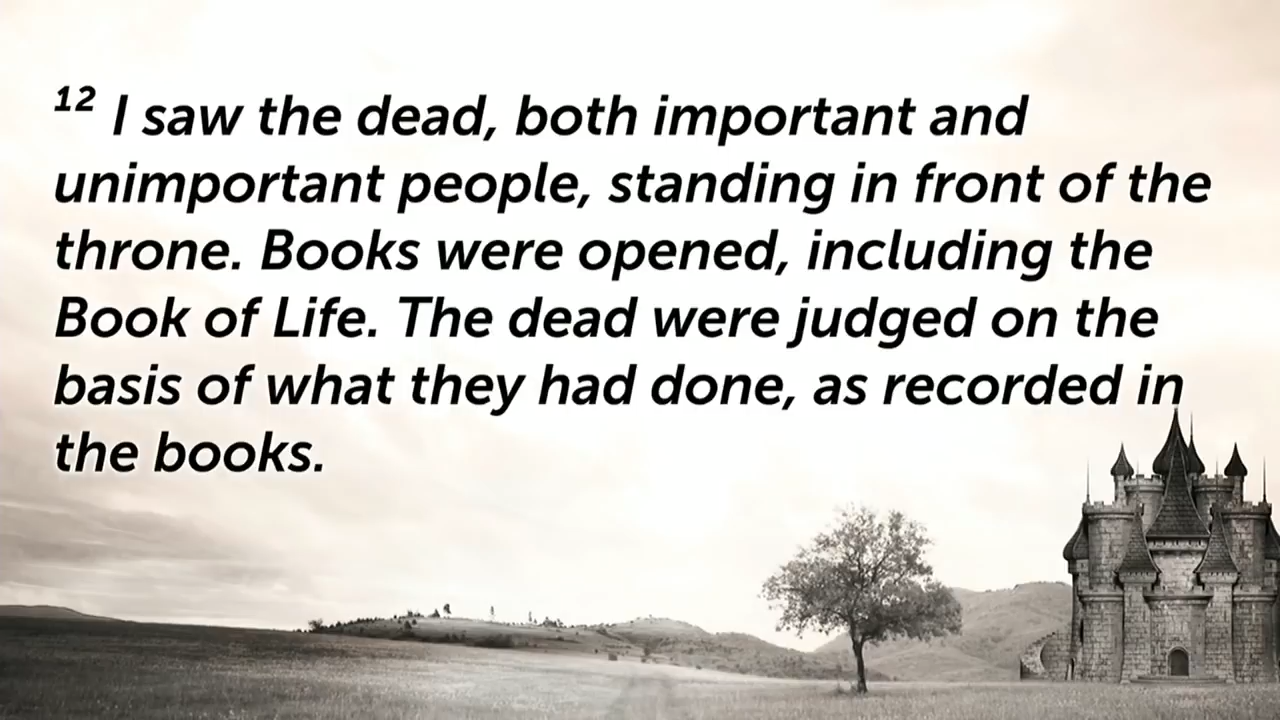 12 I saw the dead, both important and
unimportant people, standing in front of the
throne. Books were opened, including the
Book of Life. The dead were judged on the
basis of what they had done, as recorded in
the books.